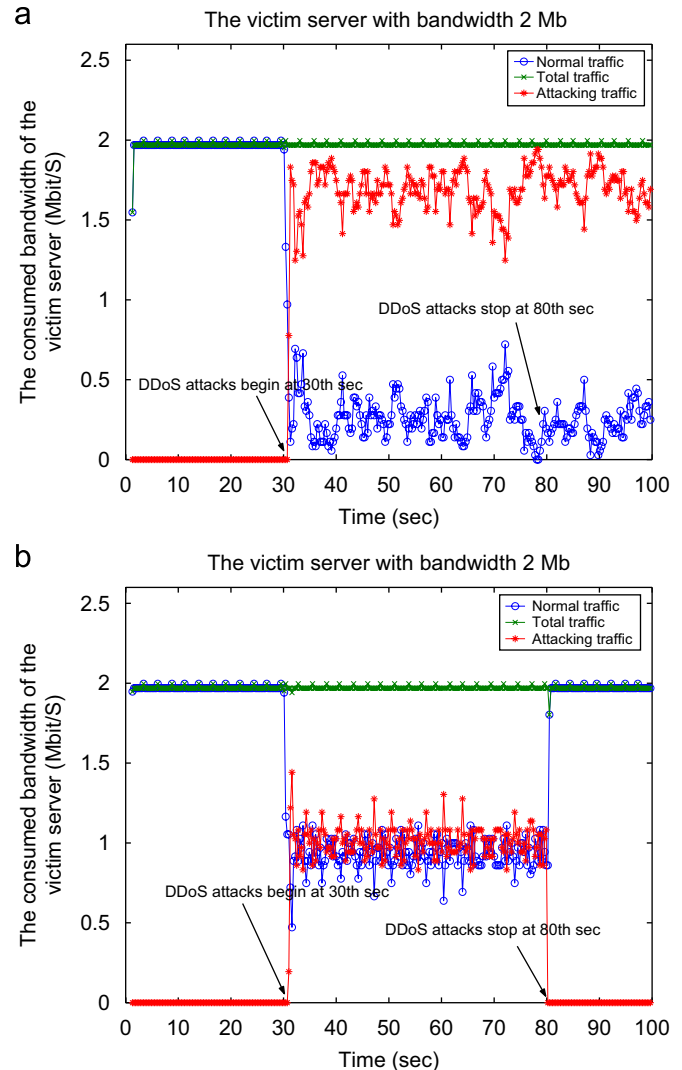 a
The victim server with bandwidth 2 Mb
2.5
2
1.5
1
0.5
0
The consumed bandwidth of the
victim server (Mbit/S)
Normal traffic
Total traffic
Attacking traffic
DDoS attacks stop at 80th sec
DDoS attacks begin at 30th sec
0 10 20 30 40 50 60 70 80 90 100
Time (sec)
b
The victim server with bandwidth 2 Mb
2.5
2
1.5
1
0.5
0
The consumed bandwidth of the
victim server (Mbit/S)
Normal traffic
Total traffic
Attacking traffic
DDoS attacks begin at 30th sec
DDoS attacks stop at 80th sec
0 10 20 30 40 50 60 70 80 90 100
Time (sec)